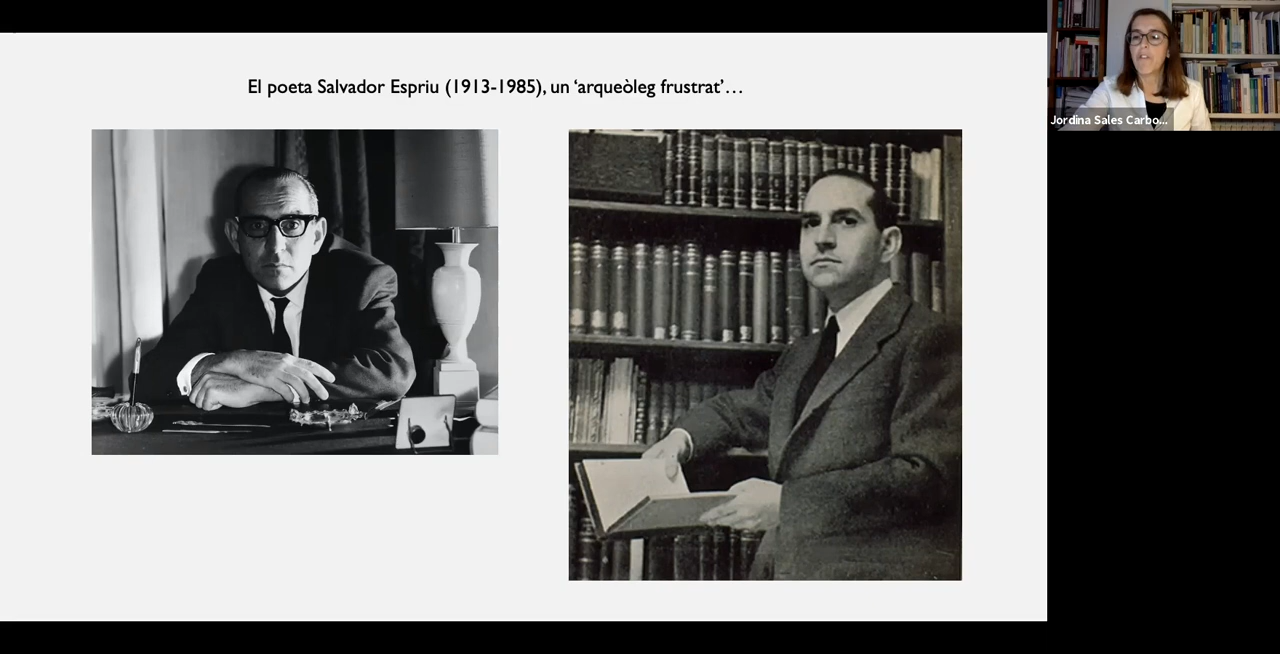 El poeta Salvador Espriu (1913-1985), un ‘arqueòleg frustrat’…
Jordina Sales Carbo...